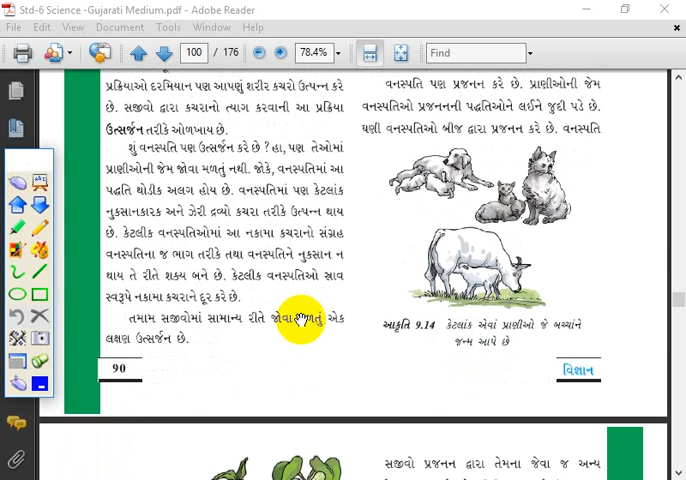 Std-6 Science -Gujarati Medium.pdf - Adobe Reader
File Edit View Document Tools Window Help
100 / 176 78.4% Find
પ્રક્રિયાઓ દરમિયાન પણ આપણું શરીર કચરો ઉત્પન્ન કરે
છે. સજીવો દ્વારા કચરાનો ત્યાગ કરવાની આ પ્રક્રિયા
ઉત્સર્જન તરીકે ઓળખાય છે.
શું વનસ્પતિ પણ ઉત્સર્જન કરે છે ? હા, પણ તેઓમાં
પ્રાણીઓની જેમ જોવા મળતું નથી. જોકે, વનસ્પતિમાં આ
પદ્ધતિ થોડીક અલગ હોય છે. વનસ્પતિમાં પણ કેટલાંક
નુકસાનકારક અને ઝેરી દ્રવ્યો કચરા તરીકે ઉત્પન્ન થાય
છે. કેટલીક વનસ્પતિઓમાં આ નકામા કચરાનો સંગ્રહ
વનસ્પતિના જ ભાગ તરીકે તથા વનસ્પતિને નુકસાન ન
થાય તે રીતે શક્ય બને છે. કેટલીક વનસ્પતિઓ સ્રાવ
સ્વરૂપે નકામા કચરાને દૂર કરે છે.
તમામ સજીવોમાં સામાન્ય રીતે જોવા મળતું એક
લક્ષણ ઉત્સર્જન છે.
90
વનસ્પતિ પણ પ્રજનન કરે છે. પ્રાણીઓની જેમ
વનસ્પતિઓ પ્રજનનની પદ્ધતિઓને લઈને જુદી પડે છે.
ઘણી વનસ્પતિઓ બીજ દ્વારા પ્રજનન કરે છે. વનસ્પતિ
આકૃતિ 9.14 કેટલાંક એવાં પ્રાણીઓ જે બચ્ચાંને
જન્મ આપે છે
વિજ્ઞાન
સજીવો પ્રજનન દ્વારા તેમના જેવા જ અન્ય